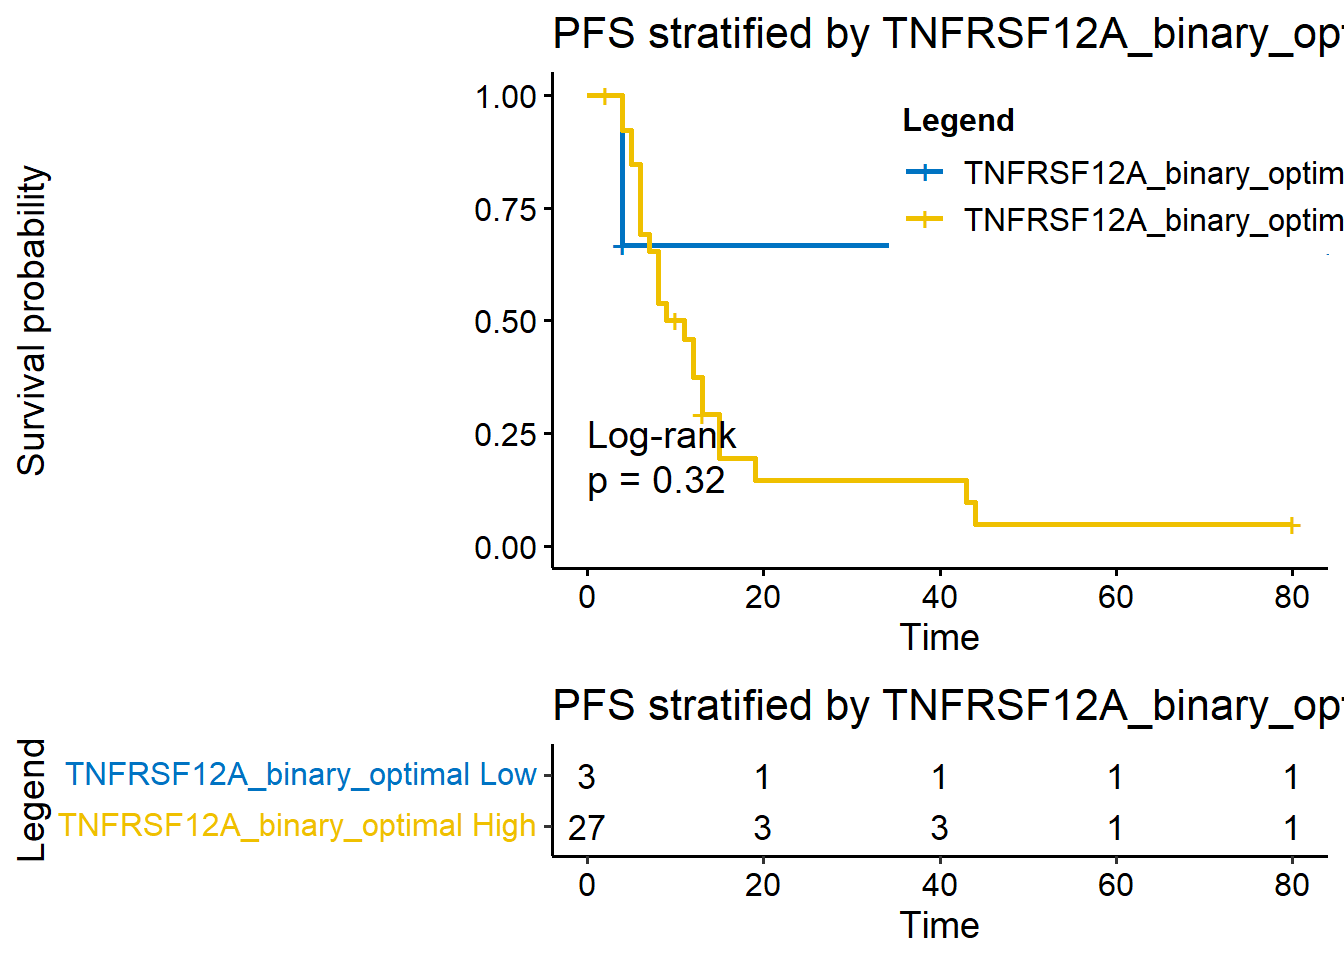 PFS stratified by TNFRSF12A_binary_opt
Survival probability
1.00
0.75
0.50
0.25
0.00
Legend
TNFRSF12A_binary_optim
TNFRSF12A_binary_optim
Log-rank
p = 0.32
0 20 40 60 80
Time
PFS stratified by TNFRSF12A_binary_opt
Legend
TNFRSF12A_binary_optimal Low 3 1 1 1 1
TNFRSF12A_binary_optimal High 27 3 3 1 1
0 20 40 60 80
Time